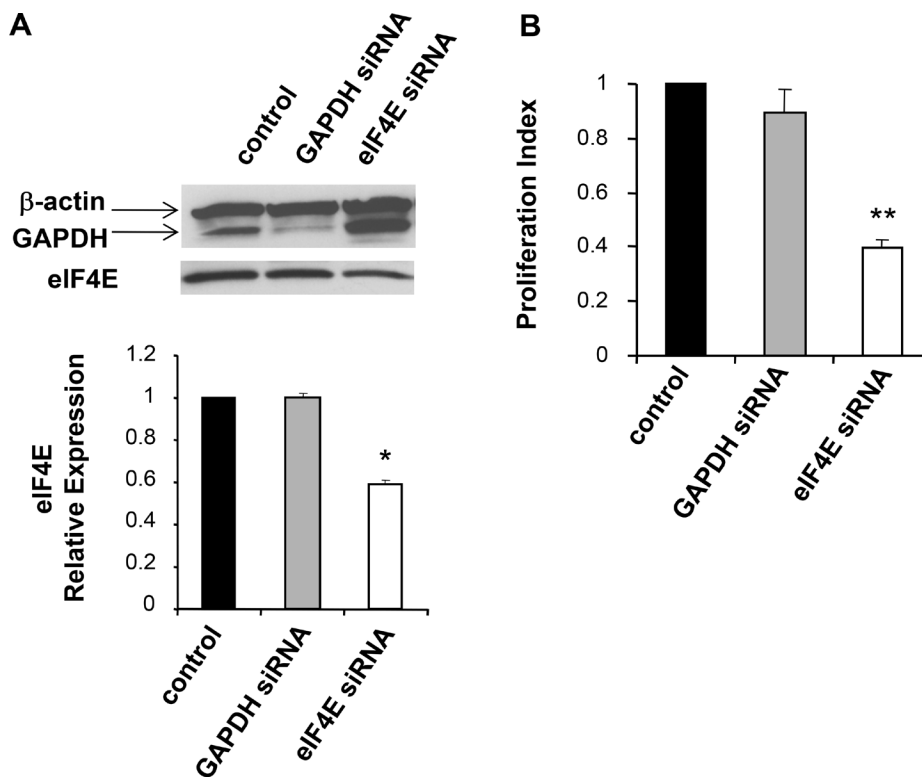 A
control
GAPDH siRNA
eIF4E siRNA
β-actin
GAPDH
eIF4E
1.2
1
0.8
0.6
0.4
0.2
0
eIF4E
Relative Expression
*
control
GAPDH siRNA
eIF4E siRNA
B
1
0.8
0.6
0.4
0.2
0
Proliferation Index
**
control
GAPDH siRNA
eIF4E siRNA